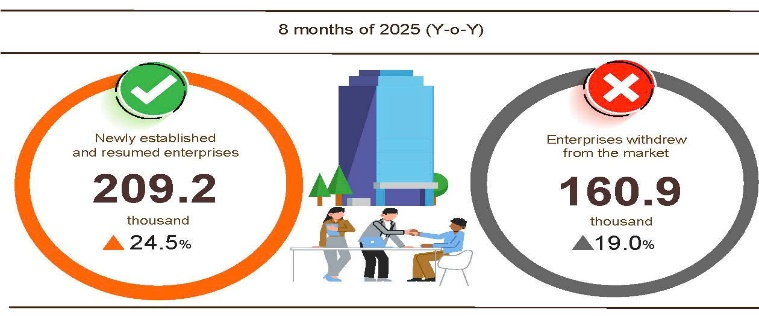 8 months of 2025 (Y-o-Y)
Newly established
and resumed enterprises
209.2
thousand
24.5%
Enterprises withdrew
from the market
160.9
thousand
19.0%